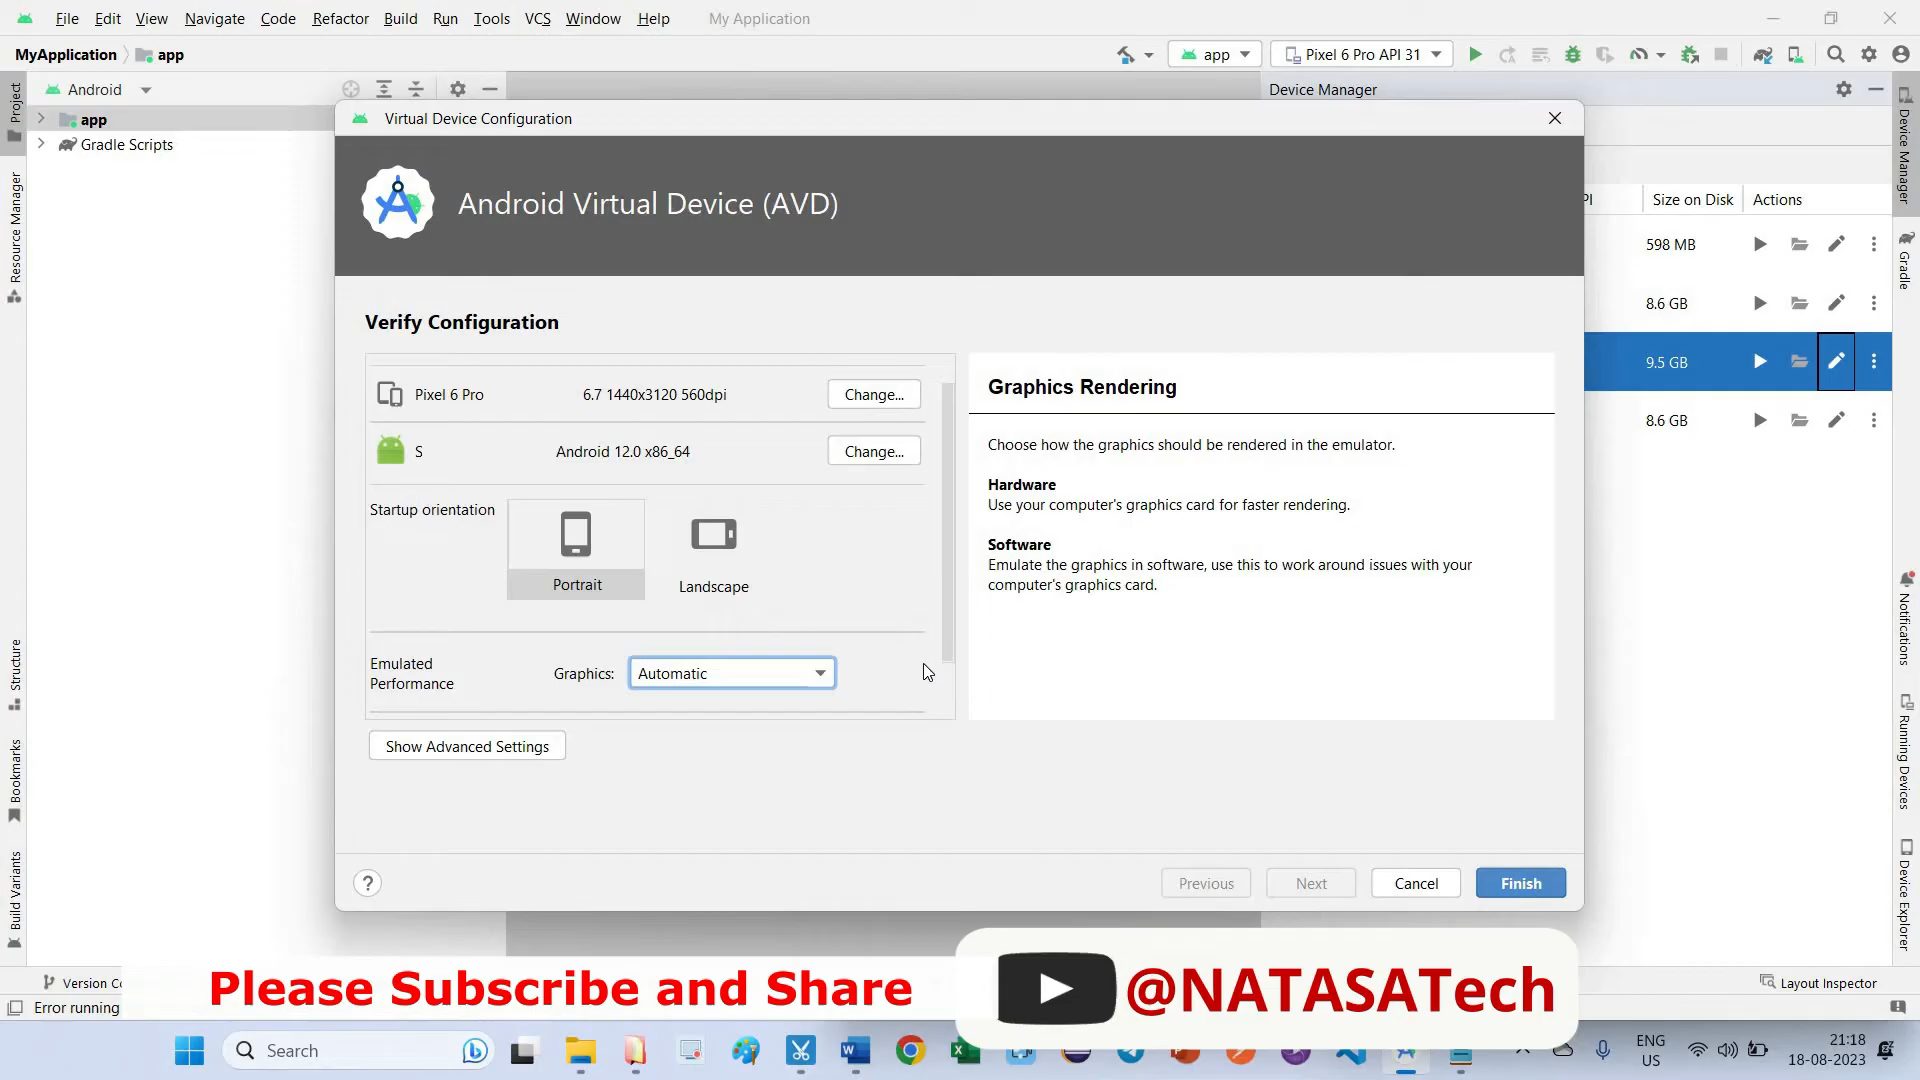 File Edit View Navigate Code Refactor Build Run Tools VCS Window Help My Application
MyApplication app
app
Pixel 6 Pro API 31
Android
Device Manager
app
Gradle Scripts
Project
Resource Manager
Structure
Bookmarks
Build Variants
Virtual Device Configuration
Android Virtual Device (AVD)
Verify Configuration
Pixel 6 Pro 6.7 1440x3120 560dpi Change...
S Android 12.0 x86_64 Change...
Startup orientation
Portrait
Landscape
Emulated
Performance
Graphics: Automatic
Show Advanced Settings
Graphics Rendering
Choose how the graphics should be rendered in the emulator.
Hardware
Use your computer's graphics card for faster rendering.
Software
Emulate the graphics in software, use this to work around issues with your
computer's graphics card.
?
Previous Next Cancel Finish
PI Size on Disk Actions
598 MB
8.6 GB
9.5 GB
8.6 GB
Device Manager
Gradle
Notifications
Running Devices
Device Explorer
Version Co
Error running
Layout Inspector
Please Subscribe and Share
@NATASATech
Search
ENG
US
21:18
18-08-2023